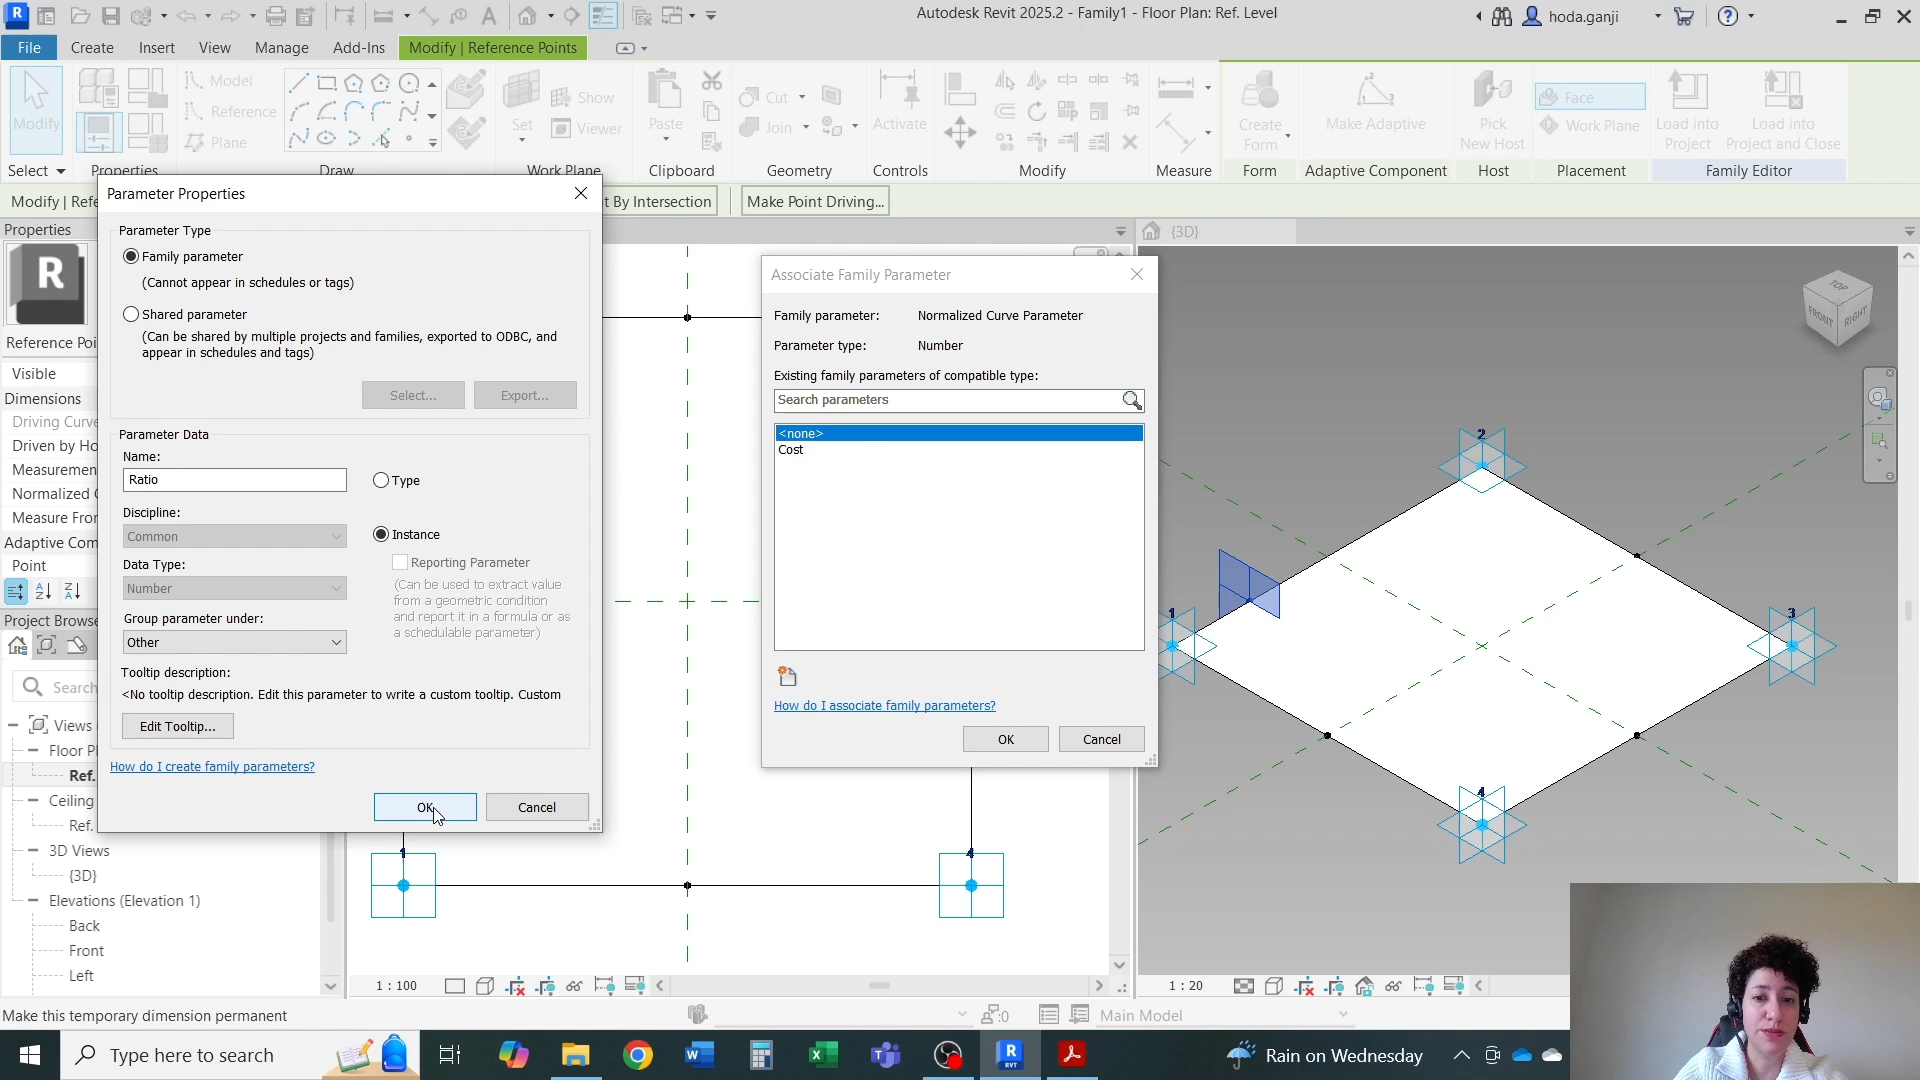 Autodesk Revit 2025.2 - Family1 - Floor Plan: Ref. Level
hoda.ganji
File
Create
Insert
View
Manage
Add-Ins
Modify | Reference Points
Modify
Model
Reference
Plane
Set
Show
Viewer
Paste
Cut
Join
Activate
Create
Form
Make Adaptive
Pick
New Host
Face
Work Plane
Load into
Project
Load into
Project and Close
Select
Properties
Draw
Work Plane
Clipboard
Geometry
Controls
Modify
Measure
Form
Adaptive Component
Host
Placement
Family Editor
Modify | Refe
t By Intersection
Make Point Driving...
Properties
R
Reference Poi
Visible
Dimensions
Driving Curve
Driven by Ho
Measuremen
Normalized C
Measure Fror
Adaptive Com
Point
Project Browse
Search
Views
Floor Pl
Ref.
Ceiling
Ref.
3D Views
{3D}
Elevations (Elevation 1)
Back
Front
Left
Parameter Properties
Parameter Type
Family parameter
(Cannot appear in schedules or tags)
Shared parameter
(Can be shared by multiple projects and families, exported to ODBC, and
appear in schedules and tags)
Select...
Export...
Parameter Data
Name:
Ratio
Type
Discipline:
Common
Instance
Reporting Parameter
(Can be used to extract value
from a geometric condition
and report it in a formula or as
a schedulable parameter)
Data Type:
Number
Group parameter under:
Other
Tooltip description:
<No tooltip description. Edit this parameter to write a custom tooltip. Custom
Edit Tooltip...
How do I create family parameters?
OK
Cancel
Associate Family Parameter
Family parameter:
Normalized Curve Parameter
Parameter type:
Number
Existing family parameters of compatible type:
Search parameters
<none>
Cost
How do I associate family parameters?
OK
Cancel
1
4
1 : 100
{3D}
TOP
FRONT
RIGHT
2
1
3
4
1 : 20
Make this temporary dimension permanent
:0
Main Model
Type here to search
Rain on Wednesday